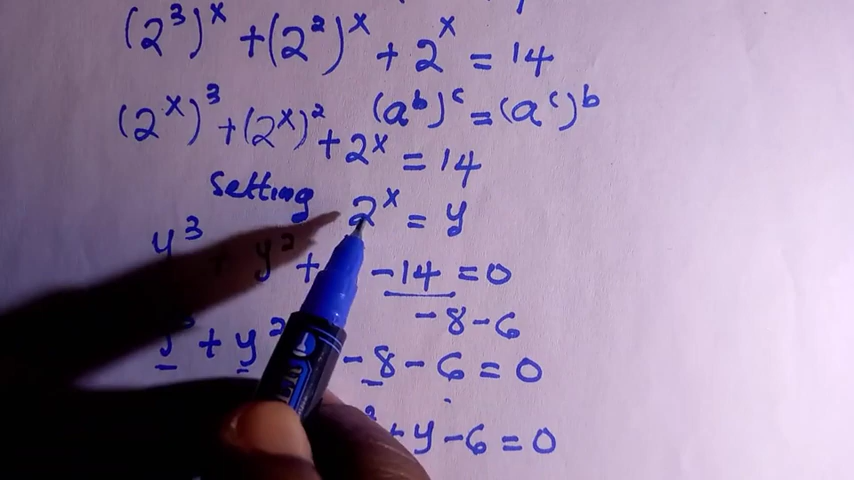 (2³)ˣ + (2²)ˣ + 2ˣ = 14
(2ˣ)³ + (2ˣ)² + 2ˣ = 14 (aᵇ)ᶜ = (aᶜ)ᵇ
Setting 2ˣ = y
y³ + y² + -14 = 0
-8-6
+ y² -8-6 = 0
+ y - 6 = 0